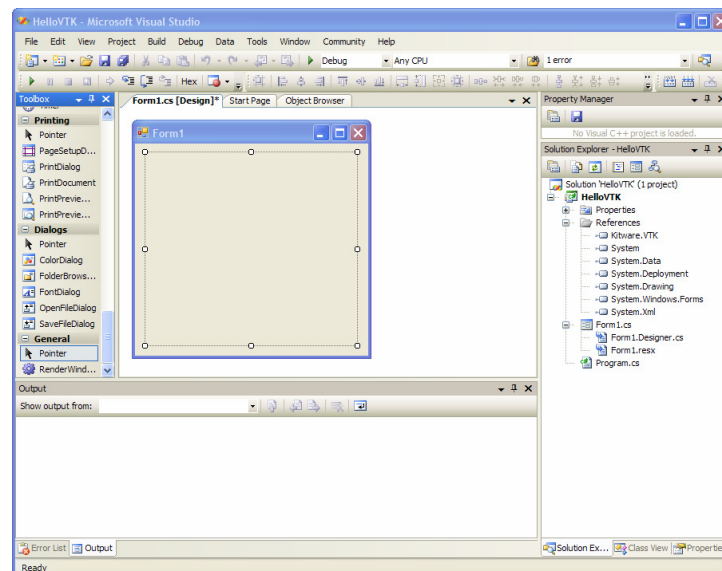 HelloVTK - Microsoft Visual Studio
File Edit View Project Build Debug Data Tools Window Community Help
Debug Any CPU 1 error
Hex
Toolbox
Printing
Pointer
PageSetupD...
PrintDialog
PrintDocument
PrintPrevie...
PrintPrevie...
Dialogs
Pointer
ColorDialog
FolderBrows...
FontDialog
OpenFileDialog
SaveFileDialog
General
Pointer
RenderWind...
Form1.cs [Design]* Start Page Object Browser
Form1
Property Manager
No Visual C++ project is loaded.
Solution Explorer - HelloVTK
Solution 'HelloVTK' (1 project)
HelloVTK
Properties
References
Kitware.VTK
System
System.Data
System.Deployment
System.Drawing
System.Windows.Forms
System.Xml
Form1.cs
Form1.Designer.cs
Form1.resx
Program.cs
Output
Show output from:
Error List Output
Solution Ex... Class View Propertie
Ready